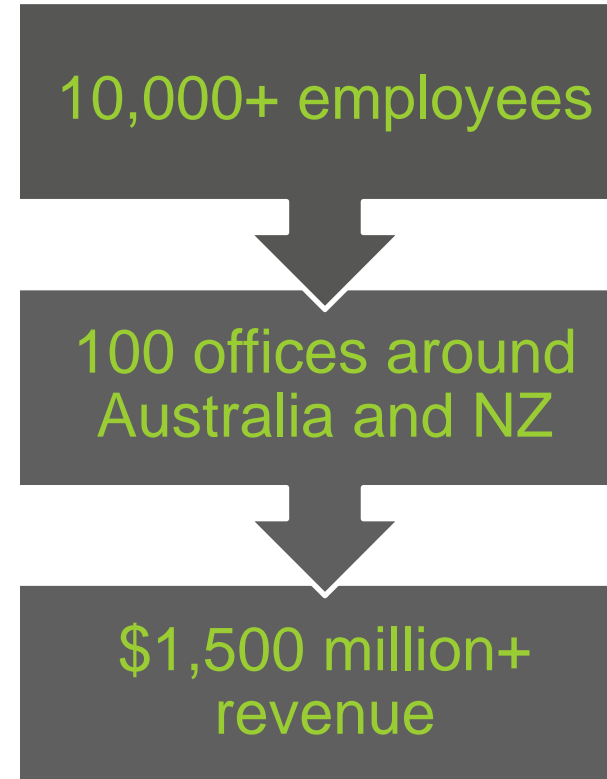 10,000+ employees
100 offices around
Australia and NZ
$1,500 million+
revenue